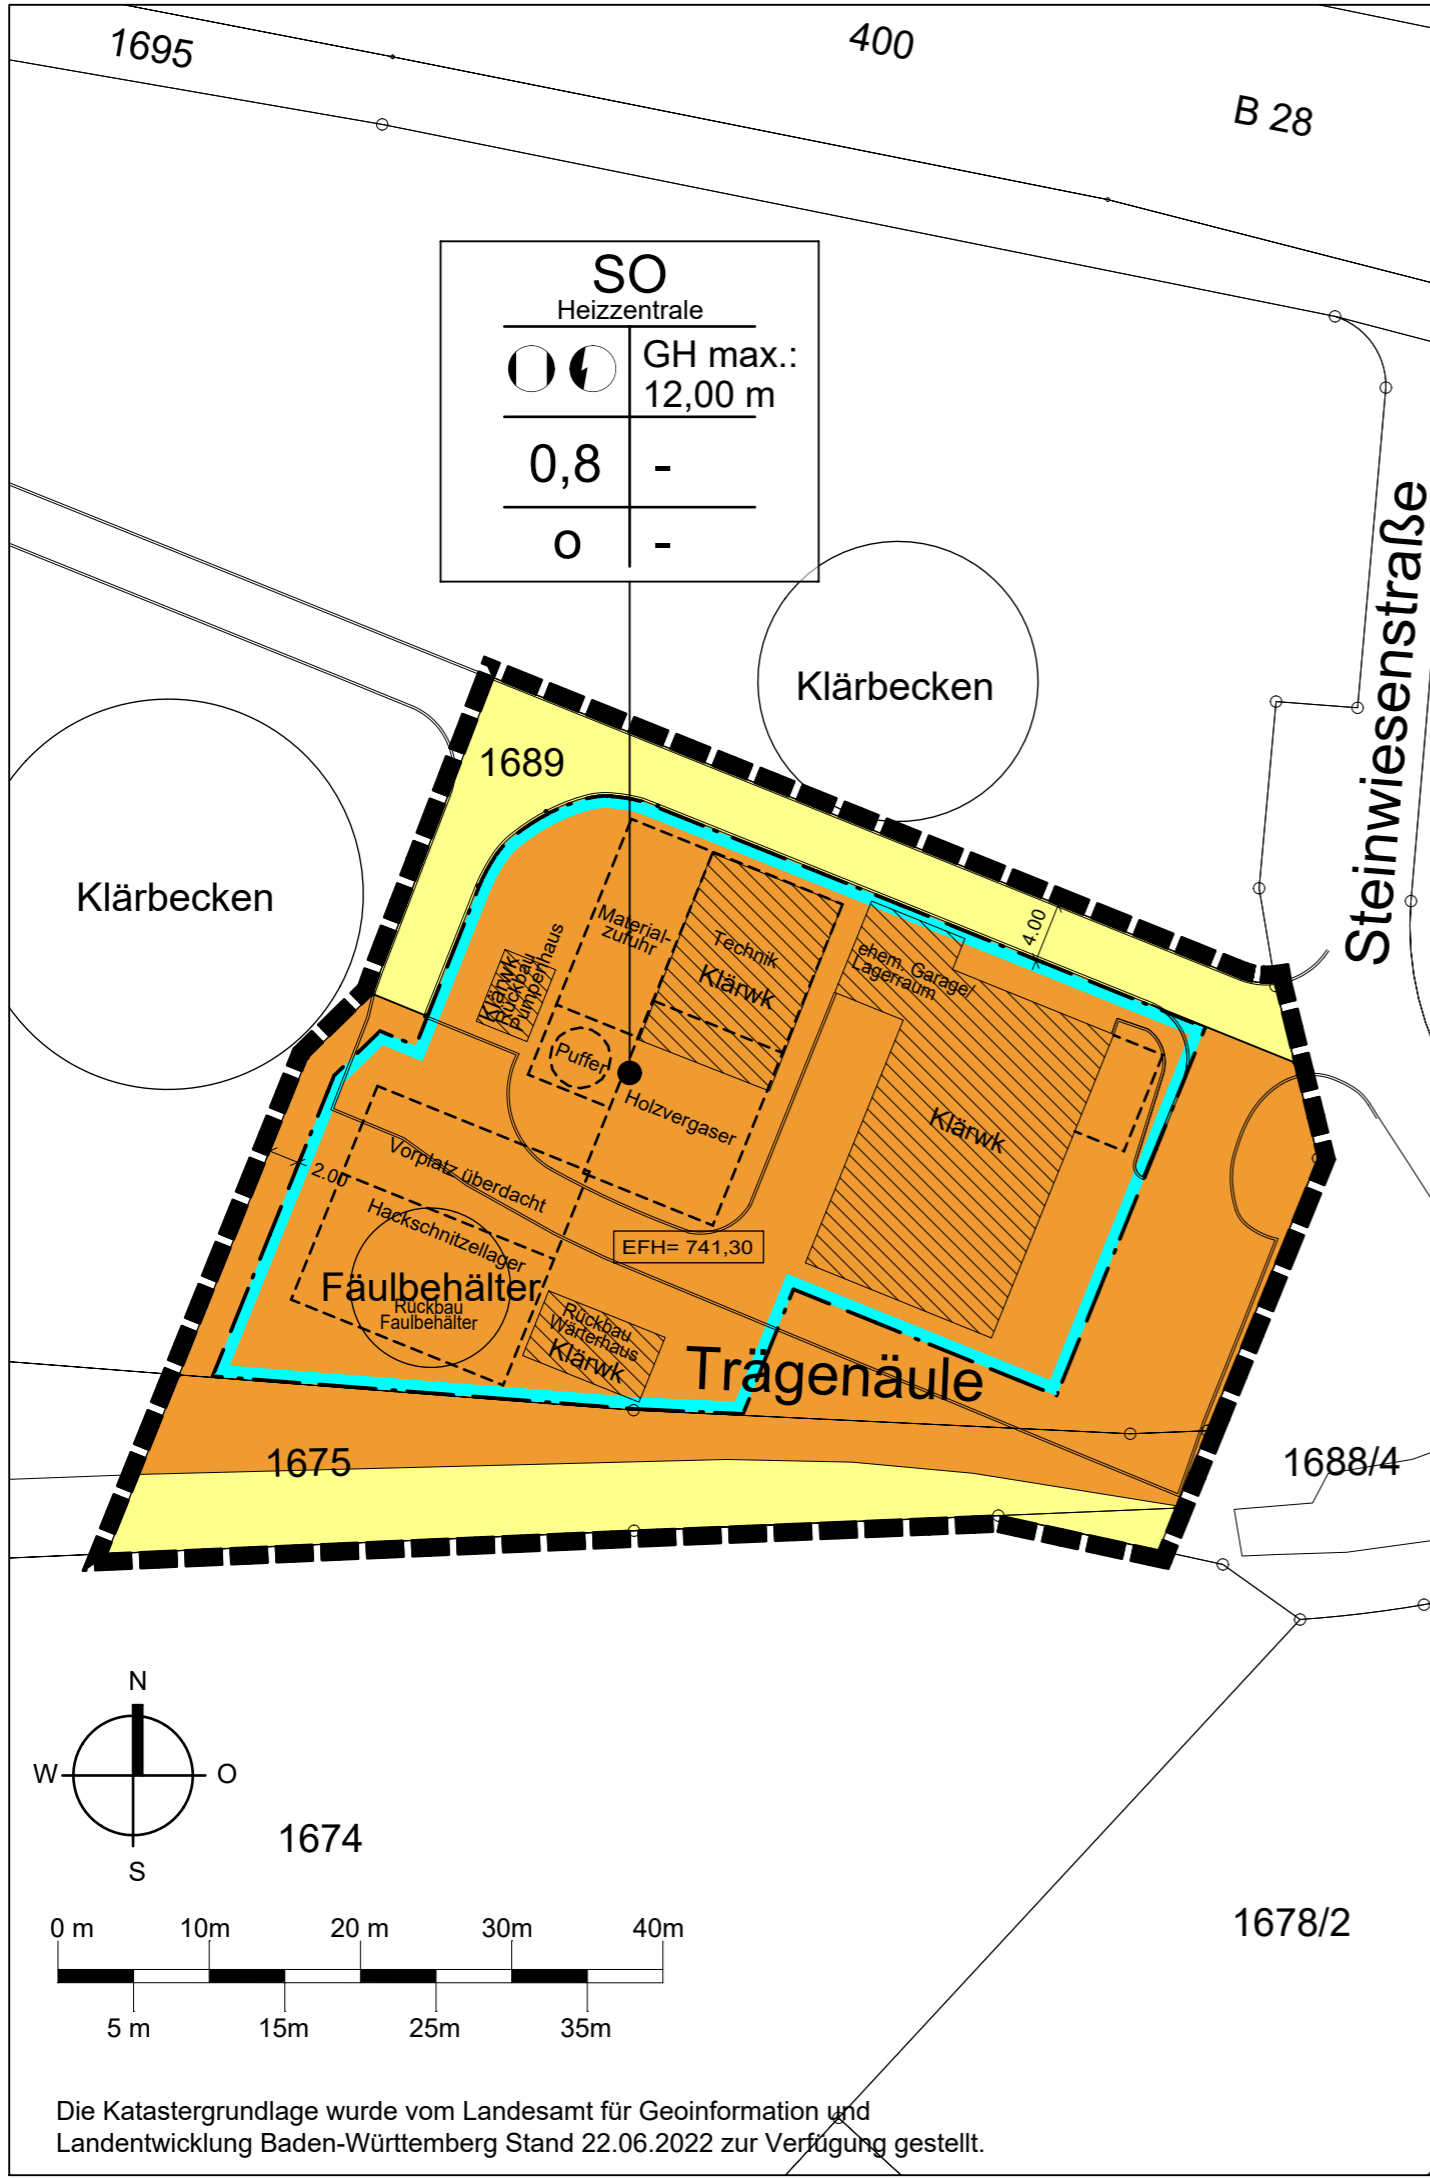 1695
400
B 28
SO
Heizzentrale
GH max.:
12,00 m
0,8
-
o
-
Steinwiesenstraße
Klärbecken
1689
Klärbecken
4.00
Material-
zufuhr
Technik
Klärwk
ehem. Garage/
Lagerraum
Klärwk
Rückbau
Pumpenhaus
Puffer
Holzvergaser
Klärwk
Vorplatz überdacht
2.00
Hackschnitzellager
EFH= 741,30
Fäulbehälter
Rückbau
Faulbehälter
Rückbau
Wärterhaus
Klärwk
Trägenäule
1675
1688/4
N
W
O
S
1674
1678/2
0 m
10m
20 m
30m
40m
5 m
15m
25m
35m
Die Katastergrundlage wurde vom Landesamt für Geoinformation und
Landentwicklung Baden-Württemberg Stand 22.06.2022 zur Verfügung gestellt.